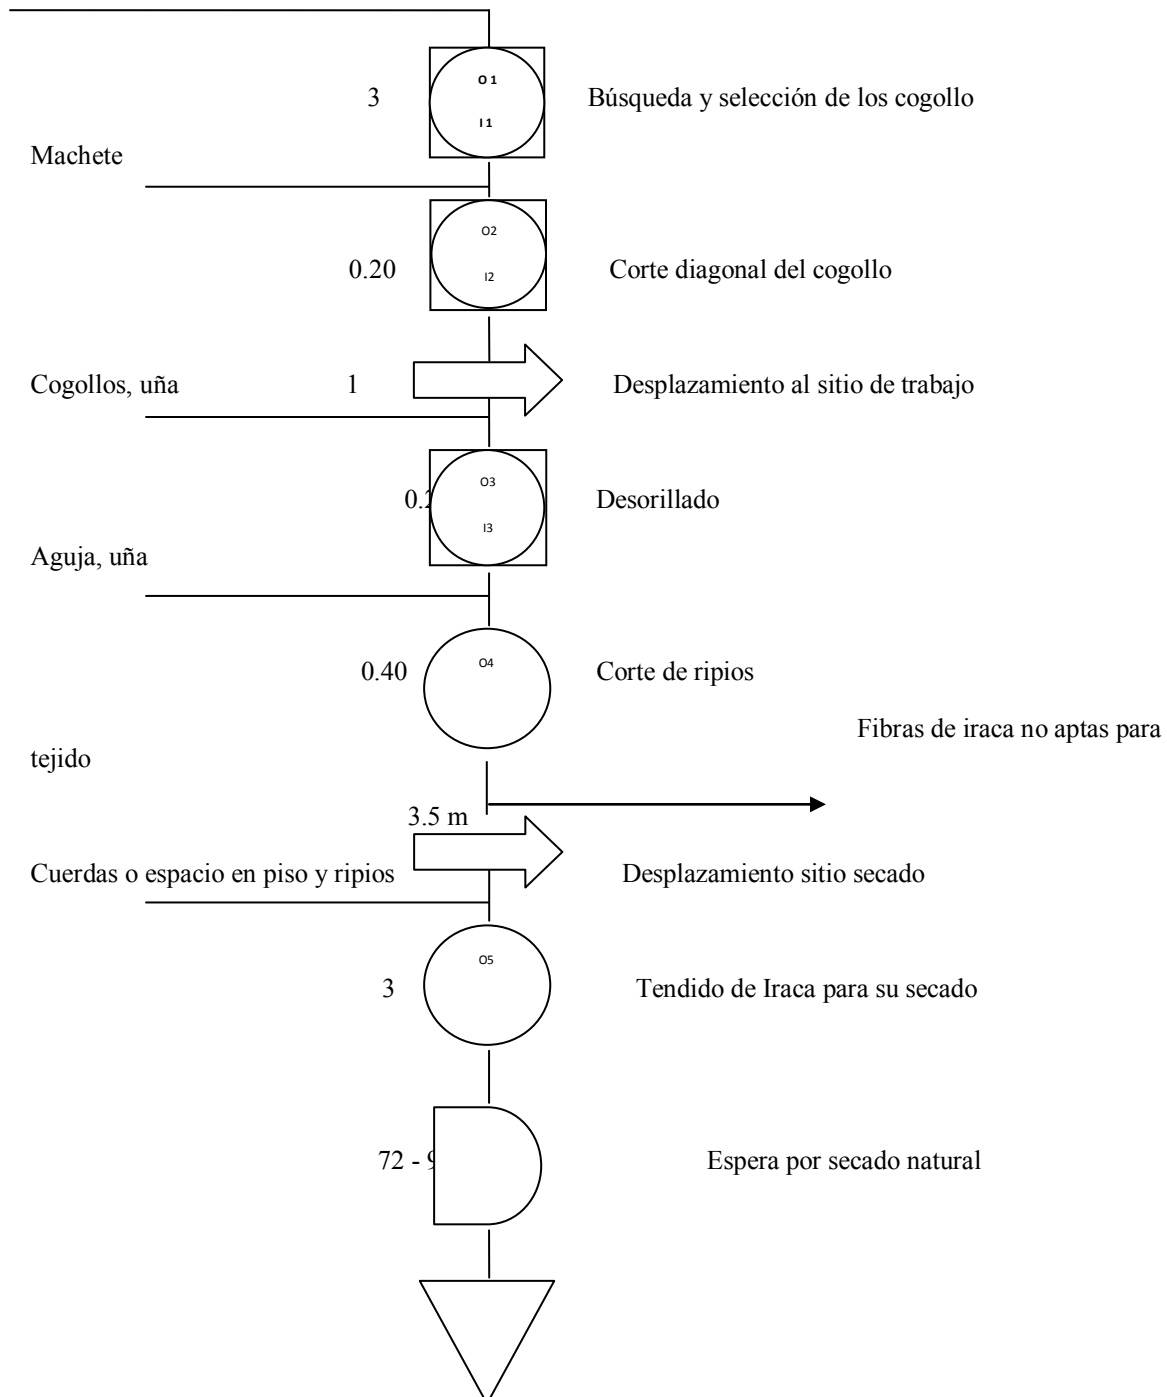 O 1
3 Búsqueda y selección de los cogollo
I 1
Machete
O2
0.20 Corte diagonal del cogollo
I2
Cogollos, uña 1 Desplazamiento al sitio de trabajo
O3
Desorillado
I3
Aguja, uña
O4
0.40 Corte de ripios
Fibras de iraca no aptas para
tejido
3.5 m
Cuerdas o espacio en piso y ripios Desplazamiento sitio secado
O5
3 Tendido de Iraca para su secado
72 - Espera por secado natural